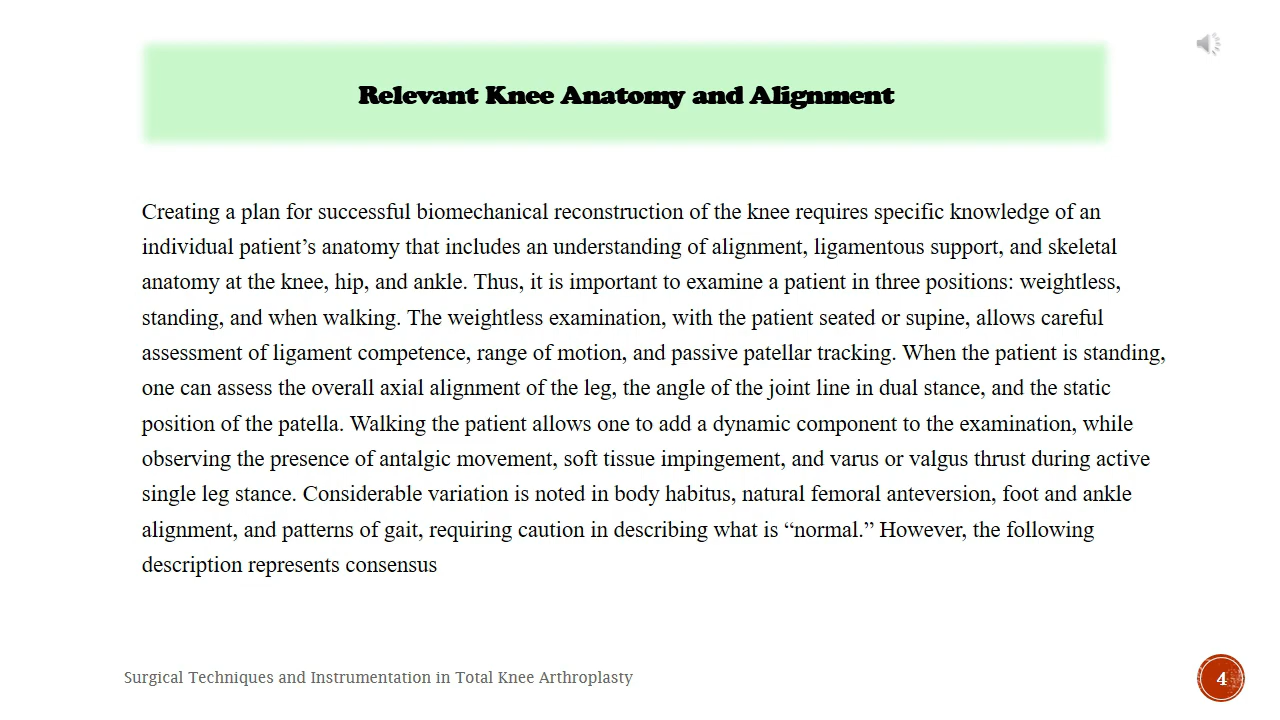 Relevant Knee Anatomy and Alignment
Creating a plan for successful biomechanical reconstruction of the knee requires specific knowledge of an
individual patient’s anatomy that includes an understanding of alignment, ligamentous support, and skeletal
anatomy at the knee, hip, and ankle. Thus, it is important to examine a patient in three positions: weightless,
standing, and when walking. The weightless examination, with the patient seated or supine, allows careful
assessment of ligament competence, range of motion, and passive patellar tracking. When the patient is standing,
one can assess the overall axial alignment of the leg, the angle of the joint line in dual stance, and the static
position of the patella. Walking the patient allows one to add a dynamic component to the examination, while
observing the presence of antalgic movement, soft tissue impingement, and varus or valgus thrust during active
single leg stance. Considerable variation is noted in body habitus, natural femoral anteversion, foot and ankle
alignment, and patterns of gait, requiring caution in describing what is “normal.” However, the following
description represents consensus
Surgical Techniques and Instrumentation in Total Knee Arthroplasty
4